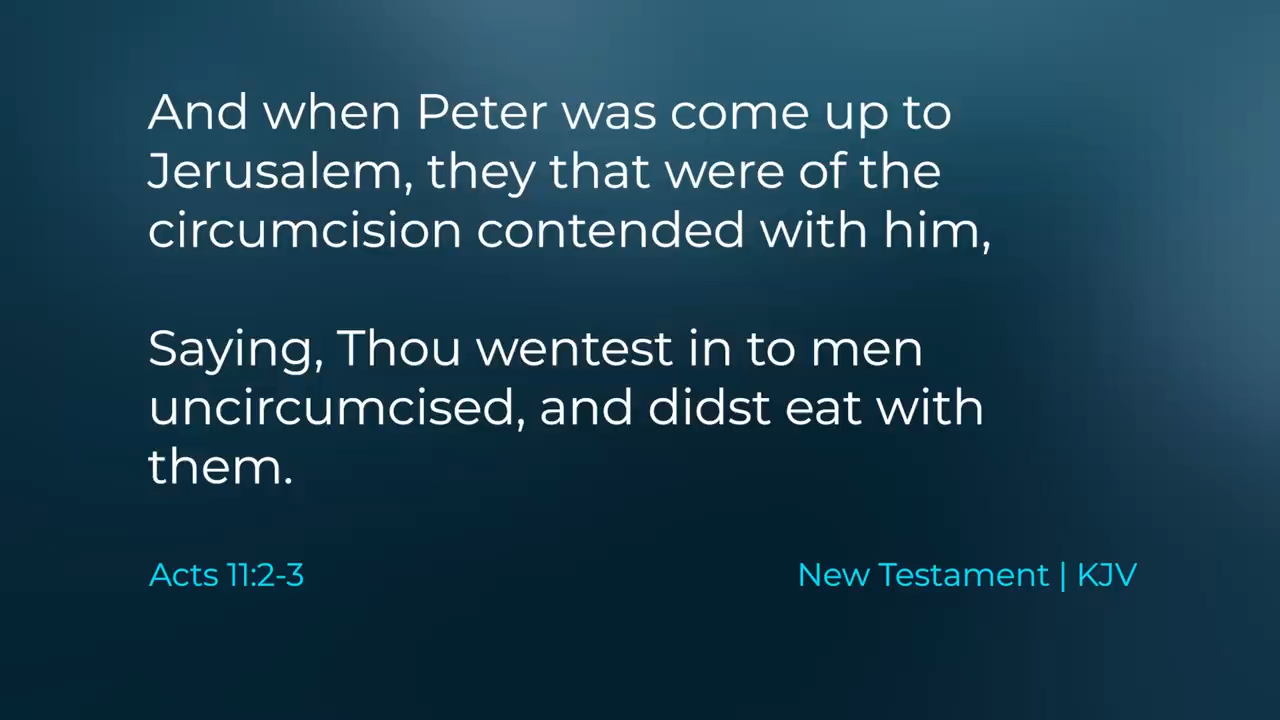 And when Peter was come up to
Jerusalem, they that were of the
circumcision contended with him,
Saying, Thou wentest in to men
uncircumcised, and didst eat with
them.
Acts 11:2-3
New Testament | KJV